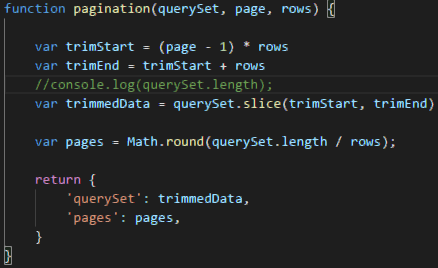 function pagination(querySet, page, rows) {
var trimStart = (page - 1) * rows
var trimEnd = trimStart + rows
//console.log(querySet.length);
var trimmedData = querySet.slice(trimStart, trimEnd)
var pages = Math.round(querySet.length / rows);
return {
'querySet': trimmedData,
'pages': pages,
}
}